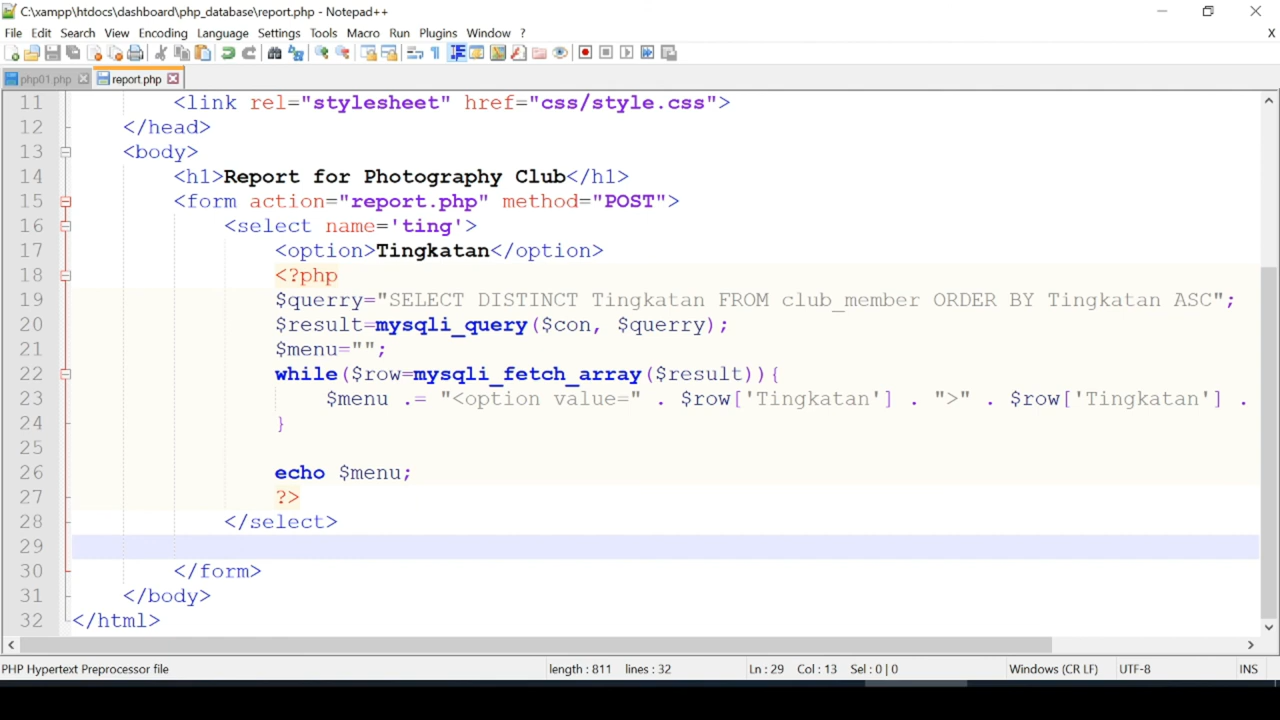 C:\xampp\htdocs\dashboard\php_database\report.php - Notepad++
File Edit Search View Encoding Language Settings Tools Macro Run Plugins Window ? X
php01.php report.php
11 <link rel="stylesheet" href="css/style.css">
12 </head>
13 <body>
14 <h1>Report for Photography Club</h1>
15 <form action="report.php" method="POST">
16 <select name='ting'>
17 <option>Tingkatan</option>
18 <?php
19 $querry="SELECT DISTINCT Tingkatan FROM club_member ORDER BY Tingkatan ASC";
20 $result=mysqli_query($con, $querry);
21 $menu="";
22 while($row=mysqli_fetch_array($result)){
23 $menu .= "<option value=" . $row['Tingkatan'] . ">" . $row['Tingkatan'] .
24 }
25
26 echo $menu;
27 ?>
28 </select>
29
30 </form>
31 </body>
32 </html>
PHP Hypertext Preprocessor file length : 811 lines : 32 Ln : 29 Col : 13 Sel : 0 | 0 Windows (CR LF) UTF-8 INS